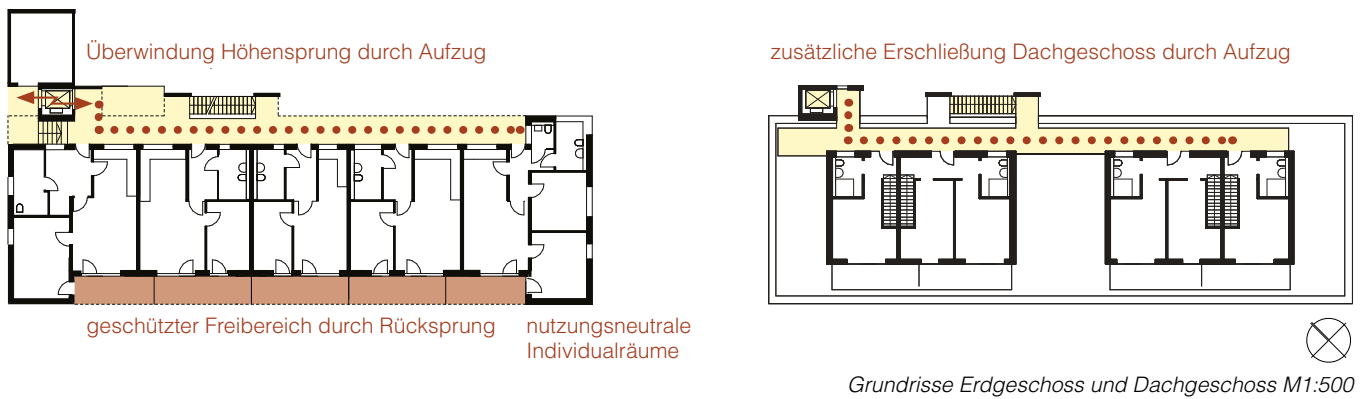 Überwindung Höhensprung durch Aufzug
zusätzliche Erschließung Dachgeschoss durch Aufzug
geschützter Freibereich durch Rücksprung
nutzungsneutrale
Individualräume
Grundrisse Erdgeschoss und Dachgeschoss M1:500